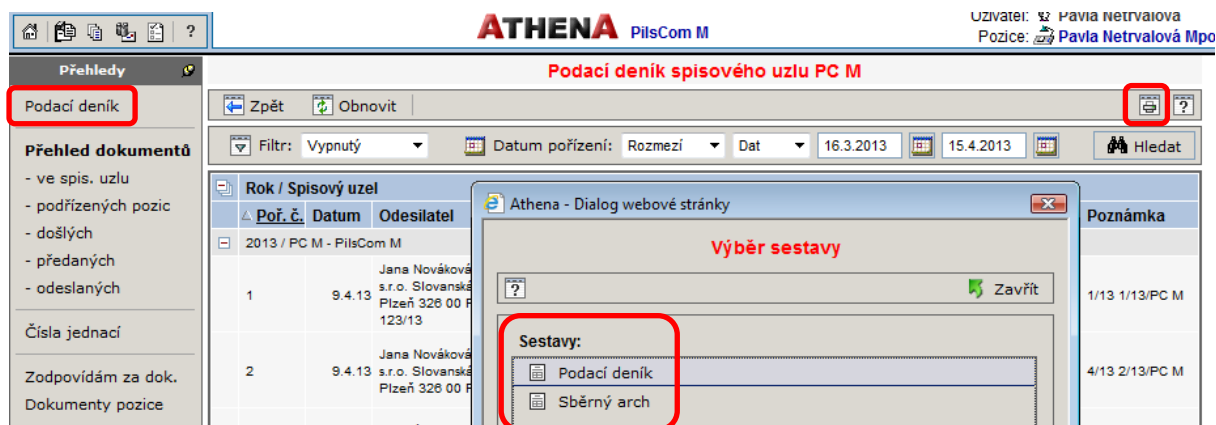 ?
ATHENA PilsCom M
Uživatel: Pavla Netrvalová
Pozice: Pavla Netrvalová Mpo
Přehledy
Podací deník spisového uzlu PC M
Podací deník
Zpět Obnovit ?
Přehled dokumentů
Filtr: Vypnutý Datum pořízení: Rozmezí Dat 16.3.2013 15.4.2013 Hledat
- ve spis. uzlu
- podřízených pozic
- došlých
- předaných
- odeslaných
Čísla jednací
Zodpovídám za dok.
Dokumenty pozice
Rok / Spisový uzel
Poř. č. Datum Odesilatel Poznámka
2013 / PC M - PilsCom M
1 9.4.13 Jana Nováková
s.r.o. Slovanská
Plzeň 326 00 P
123/13
1/13 1/13/PC M
2 9.4.13 Jana Nováková
s.r.o. Slovanská
Plzeň 326 00 P
4/13 2/13/PC M
Athena - Dialog webové stránky
Výběr sestavy
? Zavřít
Sestavy:
Podací deník
Sběrný arch